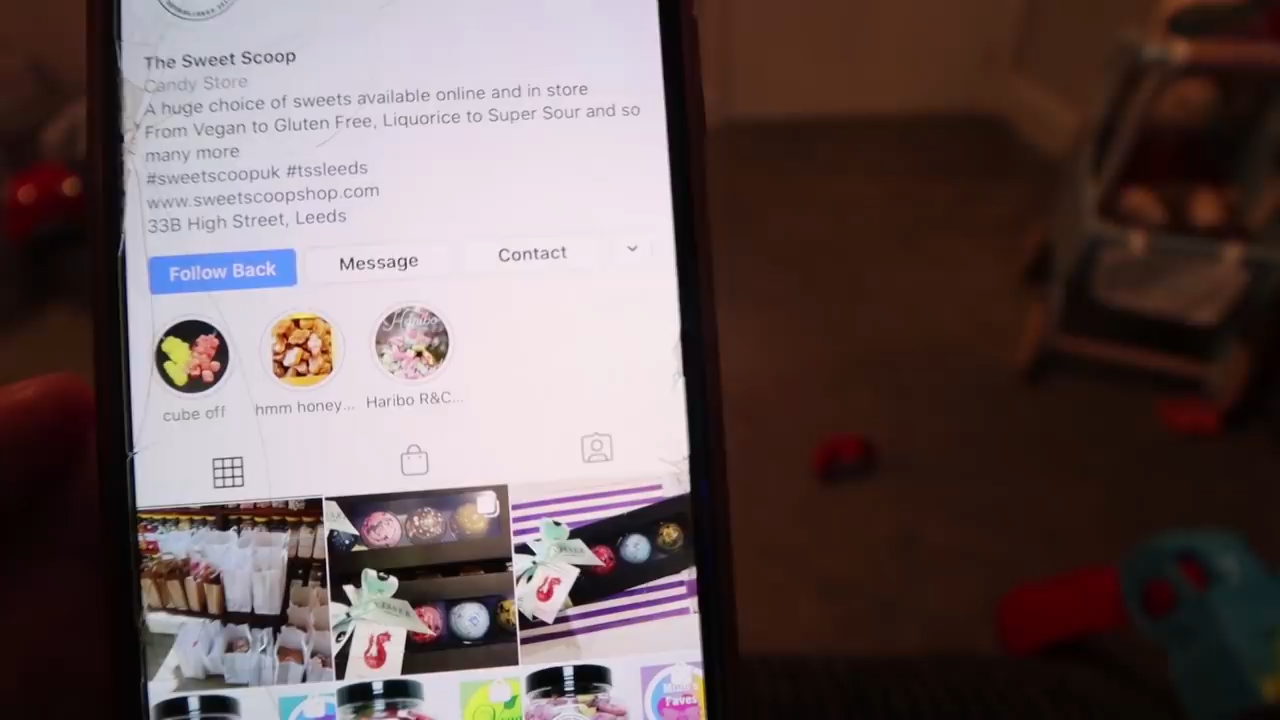 The Sweet Scoop
Candy Store
A huge choice of sweets available online and in store
From Vegan to Gluten Free, Liquorice to Super Sour and so
many more
#sweetscoopuk #tssleeds
www.sweetscoopshop.com
33B High Street, Leeds
Follow Back
Message
Contact
Haribo
cube off
hmm honey...
Haribo R&C...
Faves